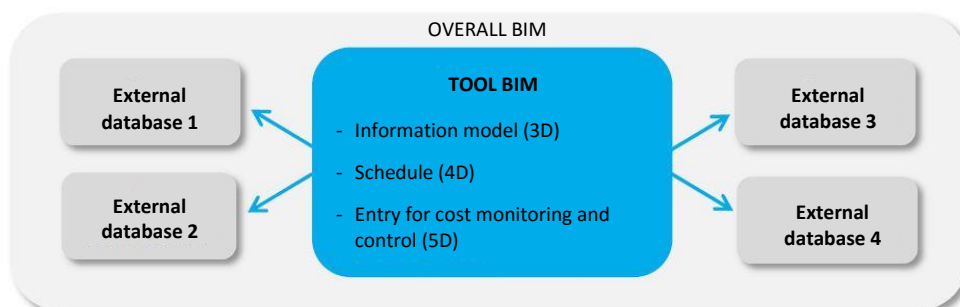 OVERALL BIM
External
database 1
External
database 2
TOOL BIM
- Information model (3D)
- Schedule (4D)
- Entry for cost monitoring and
control (5D)
External
database 3
External
database 4